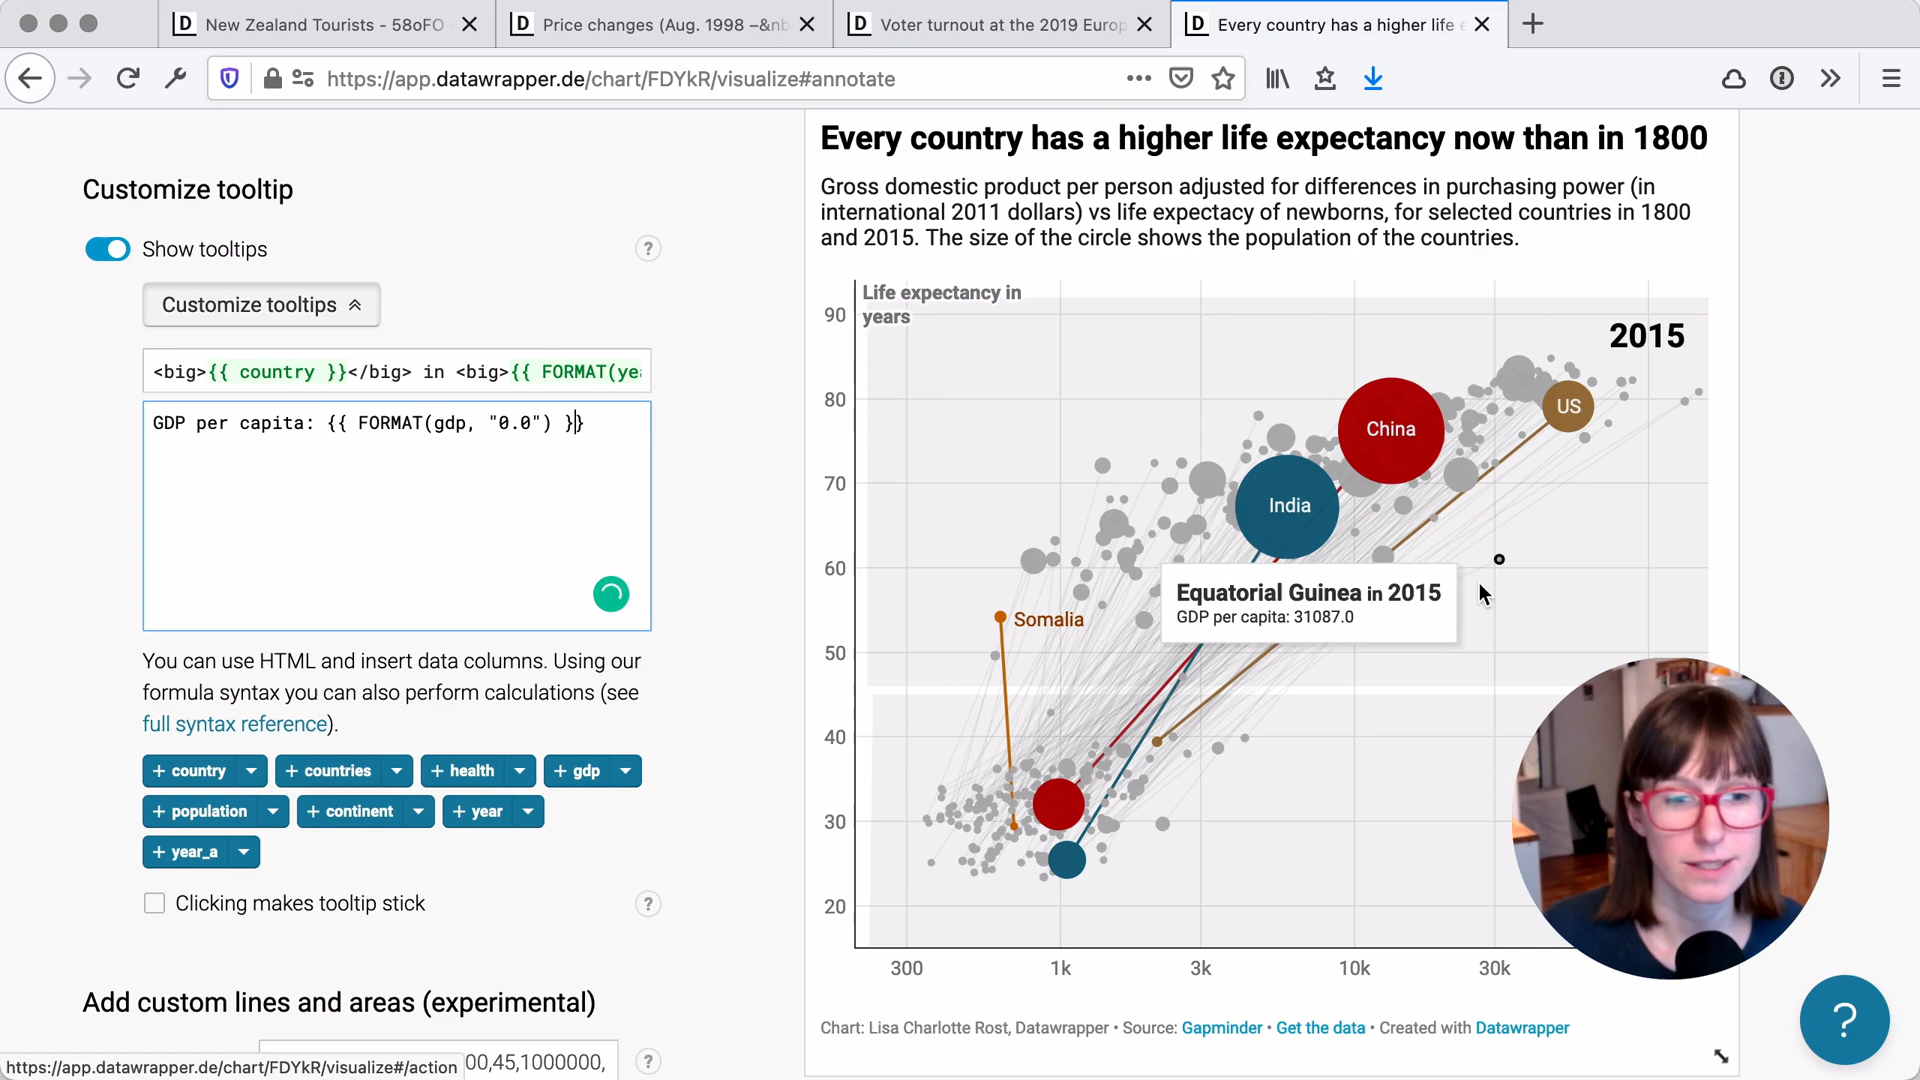 New Zealand Tourists - 58oFO
Price changes (Aug. 1998 –&nb
Voter turnout at the 2019 Europ
Every country has a higher life e
https://app.datawrapper.de/chart/FDYkR/visualize#annotate
Customize tooltip
Show tooltips
?
Customize tooltips
<big>{{ country }}</big> in <big>{{ FORMAT(ye
GDP per capita: {{ FORMAT(gdp, "0.0") }}
You can use HTML and insert data columns. Using our
formula syntax you can also perform calculations (see
full syntax reference).
+ country
+ countries
+ health
+ gdp
+ population
+ continent
+ year
+ year_a
Clicking makes tooltip stick
?
Add custom lines and areas (experimental)
00,45,1000000,
?
https://app.datawrapper.de/chart/FDYkR/visualize#/action
Every country has a higher life expectancy now than in 1800
Gross domestic product per person adjusted for differences in purchasing power (in
international 2011 dollars) vs life expectacy of newborns, for selected countries in 1800
and 2015. The size of the circle shows the population of the countries.
Life expectancy in
years
90
2015
80
US
China
70
India
60
Equatorial Guinea in 2015
GDP per capita: 31087.0
Somalia
50
40
30
20
300
1k
3k
10k
30k
Chart: Lisa Charlotte Rost, Datawrapper • Source: Gapminder • Get the data • Created with Datawrapper
?